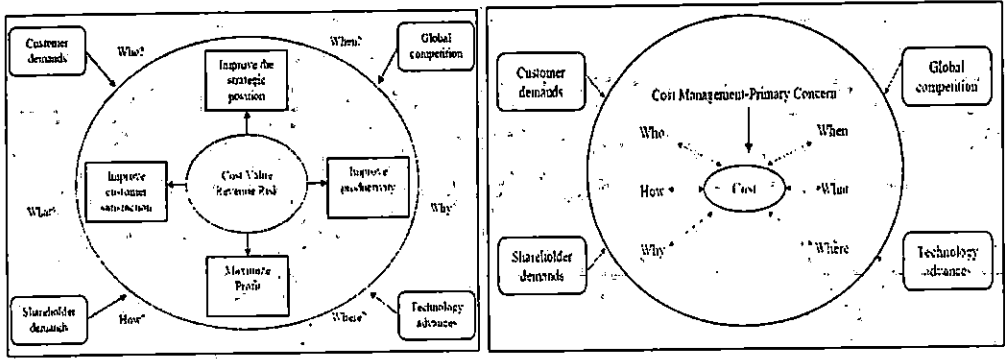 Customer
demands
Who?
When?
Global
competition
Improve the
strategic
position
Improve
customer
satisfaction
Cost Value
Revenue Risk
Improve
productivity
What?
Why?
Maximize
Profit
Shareholder
demands
How?
Where?
Technology
advances
Customer
demands
Global
competition
Cost Management-Primary Concern
Who
When
How
Cost
What
Why
Where
Shareholder
demands
Technology
advances